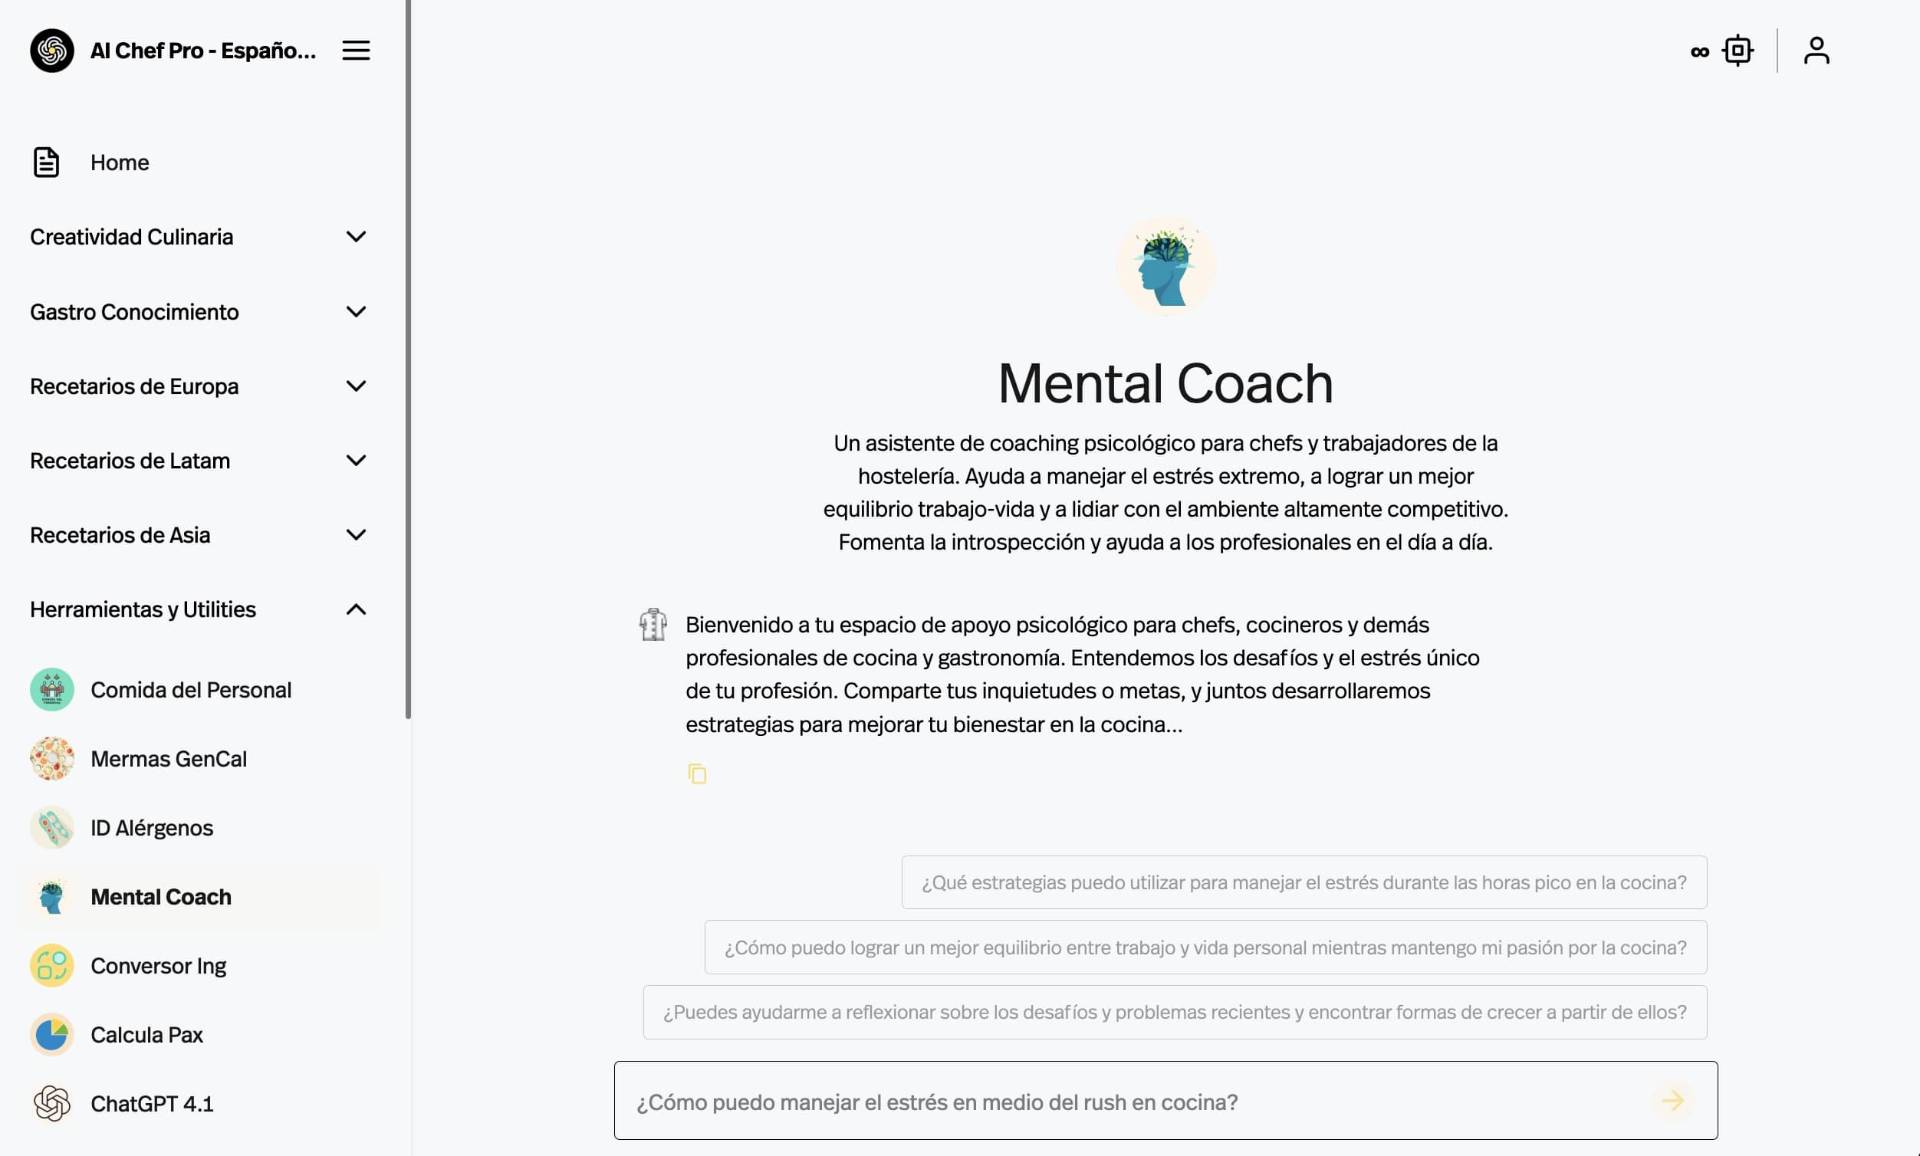 AI Chef Pro - Españo...
Home
Creatividad Culinaria
Gastro Conocimiento
Recetarios de Europa
Recetarios de Latam
Recetarios de Asia
Herramientas y Utilities
Comida del Personal
Mermas GenCal
ID Alérgenos
Mental Coach
Conversor Ing
Calcula Pax
ChatGPT 4.1
∞
Mental Coach
Un asistente de coaching psicológico para chefs y trabajadores de la
hostelería. Ayuda a manejar el estrés extremo, a lograr un mejor
equilibrio trabajo-vida y a lidiar con el ambiente altamente competitivo.
Fomenta la introspección y ayuda a los profesionales en el día a día.
Bienvenido a tu espacio de apoyo psicológico para chefs, cocineros y demás
profesionales de cocina y gastronomía. Entendemos los desafíos y el estrés único
de tu profesión. Comparte tus inquietudes o metas, y juntos desarrollaremos
estrategias para mejorar tu bienestar en la cocina...
¿Qué estrategias puedo utilizar para manejar el estrés durante las horas pico en la cocina?
¿Cómo puedo lograr un mejor equilibrio entre trabajo y vida personal mientras mantengo mi pasión por la cocina?
¿Puedes ayudarme a reflexionar sobre los desafíos y problemas recientes y encontrar formas de crecer a partir de ellos?
¿Cómo puedo manejar el estrés en medio del rush en cocina?